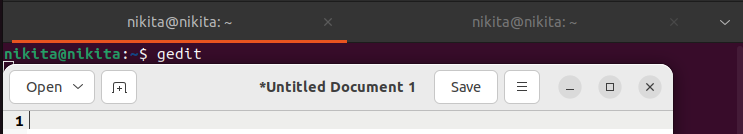 nikita@nikita: ~ nikita@nikita: ~
nikita@nikita:~$ gedit
Open *Untitled Document 1 Save
1